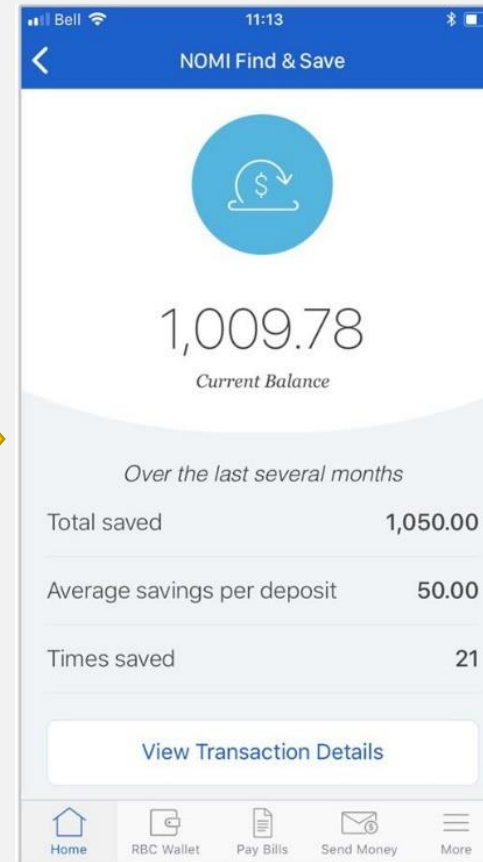 Bell 11:13
NOMI Find & Save
$
1,009.78
Current Balance
Over the last several months
Total saved 1,050.00
Average savings per deposit 50.00
Times saved 21
View Transaction Details
Home RBC Wallet Pay Bills Send Money More